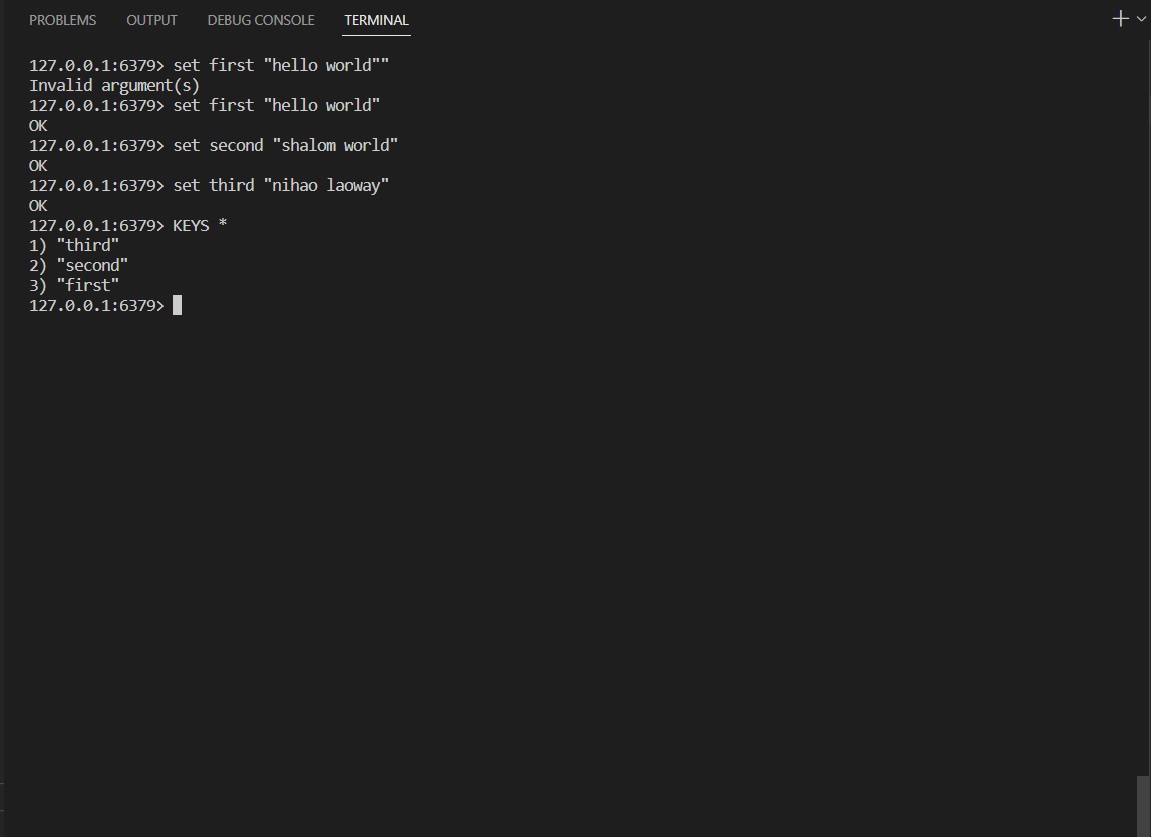 PROBLEMS OUTPUT DEBUG CONSOLE TERMINAL
127.0.0.1:6379> set first "hello world""
Invalid argument(s)
127.0.0.1:6379> set first "hello world"
OK
127.0.0.1:6379> set second "shalom world"
OK
127.0.0.1:6379> set third "nihao laoway"
OK
127.0.0.1:6379> KEYS *
1) "third"
2) "second"
3) "first"
127.0.0.1:6379>